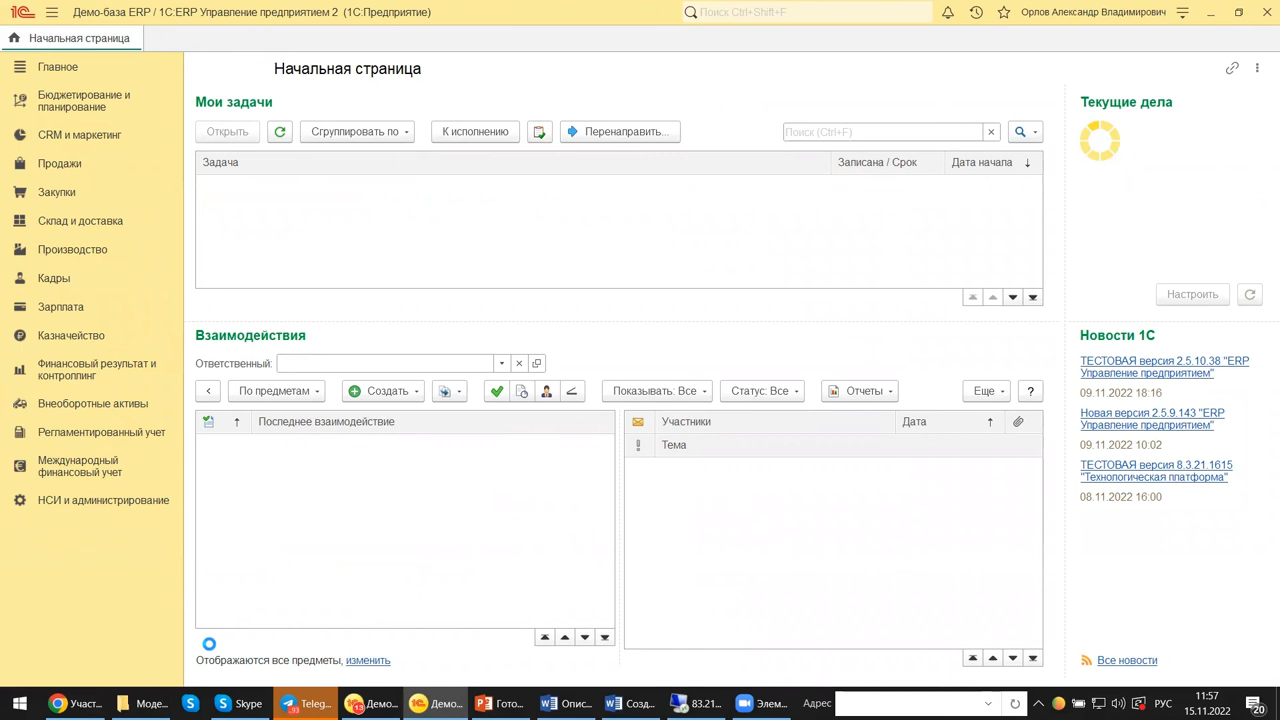 Демо-база ERP / 1С:ERP Управление предприятием 2 (1С:Предприятие)
Поиск Ctrl+Shift+F
Орлов Александр Владимирович
Начальная страница
Главное
Бюджетирование и
планирование
CRM и маркетинг
Продажи
Закупки
Склад и доставка
Производство
Кадры
Зарплата
Казначейство
Финансовый результат и
контроллинг
Внеоборотные активы
Регламентированный учет
Международный
финансовый учет
НСИ и администрирование
Начальная страница
Мои задачи
Открыть
Сгруппировать по
К исполнению
Перенаправить...
Поиск (Ctrl+F)
Задача
Записана / Срок
Дата начала
Взаимодействия
Ответственный:
По предметам
Создать
Показывать: Все
Статус: Все
Отчеты
Еще
?
Последнее взаимодействие
Участники
Дата
Тема
Отображаются все предметы, изменить
Текущие дела
Настроить
Новости 1С
ТЕСТОВАЯ версия 2.5.10.38 "ERP
Управление предприятием"
09.11.2022 18:16
Новая версия 2.5.9.143 "ERP
Управление предприятием"
09.11.2022 10:02
ТЕСТОВАЯ версия 8.3.21.1615
"Технологическая платформа"
08.11.2022 16:00
Все новости
Участ...
Моде...
Skype
Teleg...
93
Демо...
13
Демо...
Гото...
Опис...
Созд...
83.21...
Элем...
Адрес
РУС
11:57
15.11.2022
20